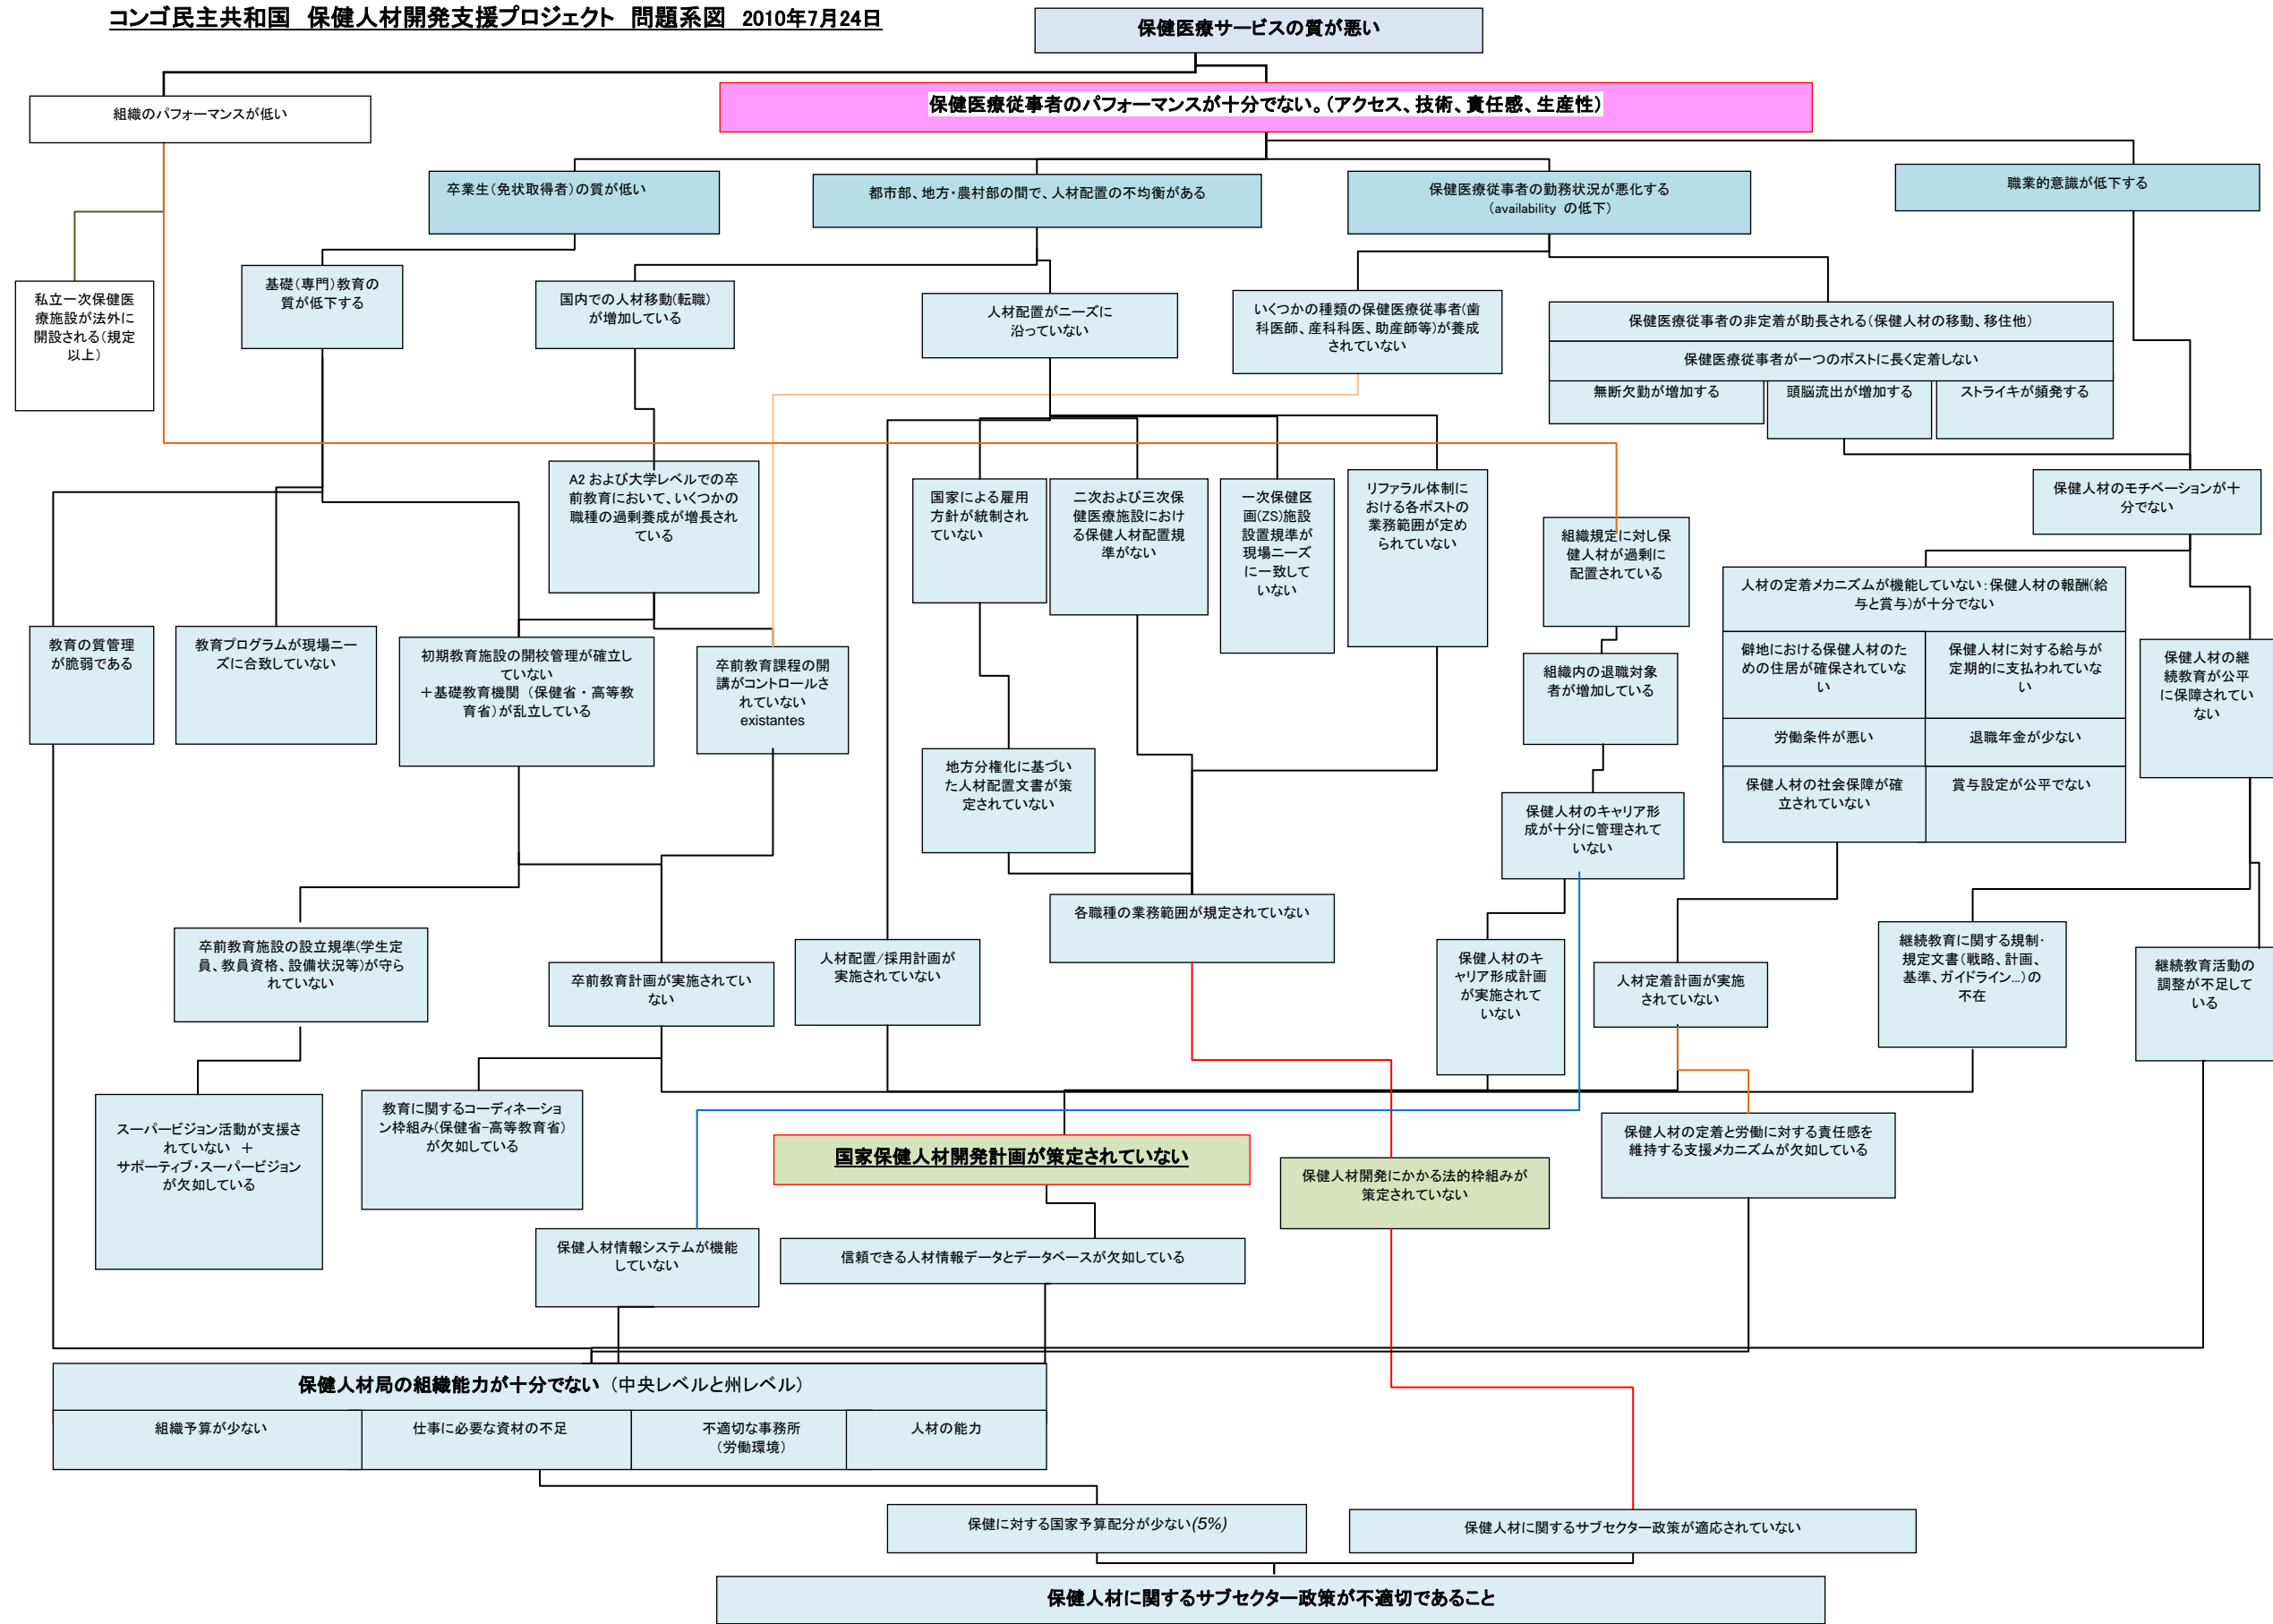 コンゴ民主共和国　保健人材開発支援プロジェクト　問題系図　2010年7月24日
保健医療サービスの質が悪い
組織のパフォーマンスが低い
保健医療従事者のパフォーマンスが十分でない。（アクセス、技術、責任感、生産性）
卒業生（免状取得者）の質が低い
都市部、地方・農村部の間で、人材配置の不均衡がある
保健医療従事者の勤務状況が悪化する
（availability の低下）
職業的意識が低下する
私立一次保健医
療施設が法外に
開設される（規定
以上）
基礎（専門）教育の
質が低下する
国内での人材移動(転職)
が増加している
人材配置がニーズに
沿っていない
いくつかの種類の保健医療従事者(歯
科医師、産科科医、助産師等)が養成
されていない
保健医療従事者の非定着が助長される（保健人材の移動、移住他）
保健医療従事者が一つのポストに長く定着しない
無断欠勤が増加する
頭脳流出が増加する
ストライキが頻発する
A2 および大学レベルでの卒
前教育において、いくつかの
職種の過剰養成が増長され
ている
国家による雇用
方針が統制され
ていない
二次および三次保
健医療施設におけ
る保健人材配置規
準がない
一次保健区
画(ZS)施設
設置規準が
現場ニーズ
に一致して
いない
リファラル体制に
おける各ポストの
業務範囲が定め
られていない
組織規定に対し保
健人材が過剰に
配置されている
保健人材のモチベーションが十
分でない
人材の定着メカニズムが機能していない：保健人材の報酬(給
与と賞与)が十分でない
僻地における保健人材のた
めの住居が確保されていな
い
保健人材に対する給与が
定期的に支払われていな
い
労働条件が悪い
退職年金が少ない
保健人材の社会保障が確
立されていない
賞与設定が公平でない
教育の質管理
が脆弱である
教育プログラムが現場ニー
ズに合致していない
初期教育施設の開校管理が確立し
ていない
＋基礎教育機関（保健省・高等教
育省）が乱立している
卒前教育課程の開
講がコントロールさ
れていない
existantes
組織内の退職対象
者が増加している
保健人材の継
続教育が公平
に保障されてい
ない
地方分権化に基づい
た人材配置文書が策
定されていない
保健人材のキャリア形
成が十分に管理されて
いない
各職種の業務範囲が規定されていない
卒前教育施設の設立規準(学生定
員、教員資格、設備状況等)が守ら
れていない
卒前教育計画が実施されてい
ない
人材配置/採用計画が
実施されていない
保健人材のキ
ャリア形成計画
が実施されて
いない
人材定着計画が実施
されていない
継続教育に関する規制・
規定文書（戦略、計画、
基準、ガイドライン...）の
不在
継続教育活動の
調整が不足して
いる
スーパービジョン活動が支援さ
れていない　＋
サポーティブ・スーパービジョン
が欠如している
教育に関するコーディネーショ
ン枠組み(保健省-高等教育省)
が欠如している
国家保健人材開発計画が策定されていない
保健人材開発にかかる法的枠組みが
策定されていない
保健人材の定着と労働に対する責任感を
維持する支援メカニズムが欠如している
保健人材情報システムが機能
していない
信頼できる人材情報データとデータベースが欠如している
保健人材局の組織能力が十分でない（中央レベルと州レベル）
組織予算が少ない
仕事に必要な資材の不足
不適切な事務所
（労働環境）
人材の能力
保健に対する国家予算配分が少ない(5%)
保健人材に関するサブセクター政策が適応されていない
保健人材に関するサブセクター政策が不適切であること